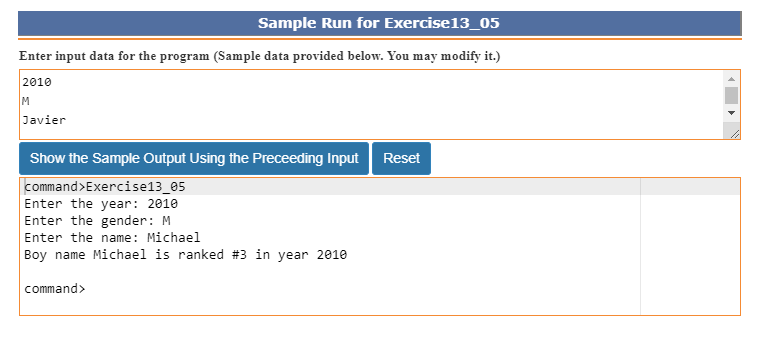 Sample Run for Exercise13_05
Enter input data for the program (Sample data provided below. You may modify it.)
2010
M
Javier
Show the Sample Output Using the Preceeding Input Reset
command>Exercise13_05
Enter the year: 2010
Enter the gender: M
Enter the name: Michael
Boy name Michael is ranked #3 in year 2010
command>